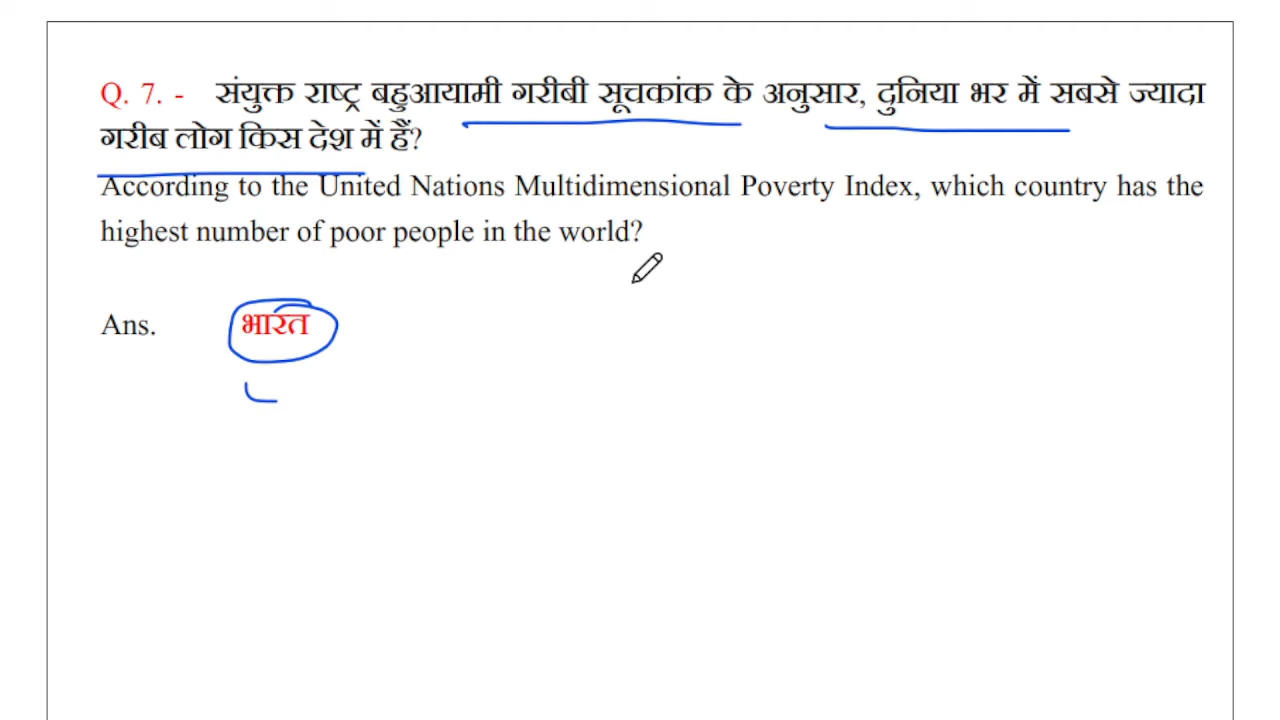 Q. 7. - संयुक्त राष्ट्र बहुआयामी गरीबी सूचकांक के अनुसार, दुनिया भर में सबसे ज्यादा
गरीब लोग किस देश में हैं?
According to the United Nations Multidimensional Poverty Index, which country has the
highest number of poor people in the world?
Ans. भारत